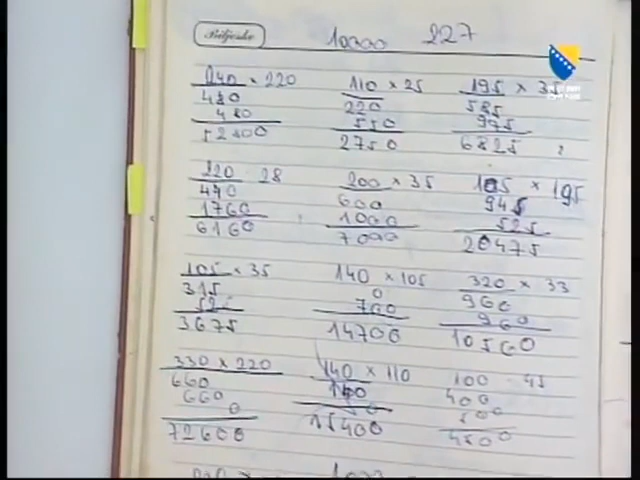 Bilješke 10000 227
240 × 220 110 × 25 195 × 35
480 220 585
480 550 975
52800 2750 6825
220 28 200 × 35 105 × 195
440 600 945
1760 1000 525
6160 7000 20475
105 × 35 140 × 105 320 × 33
315 0 960
525 700 960
3675 14700 10560
330 × 220 140 × 110 100 45
660 140 400
660 500
0 4500
72600 15400